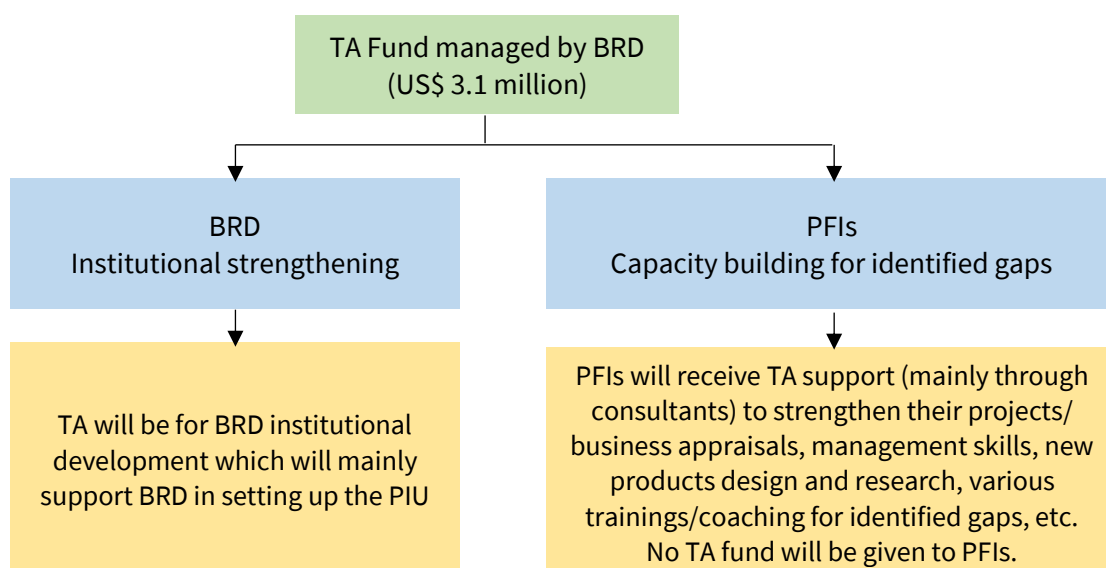 TA Fund managed by BRD
(US$ 3.1 million)
BRD
Institutional strengthening
PFIs
Capacity building for identified gaps
TA will be for BRD institutional
development which will mainly
support BRD in setting up the PIU
PFIs will receive TA support (mainly through
consultants) to strengthen their projects/
business appraisals, management skills, new
products design and research, various
trainings/coaching for identified gaps, etc.
No TA fund will be given to PFIs.